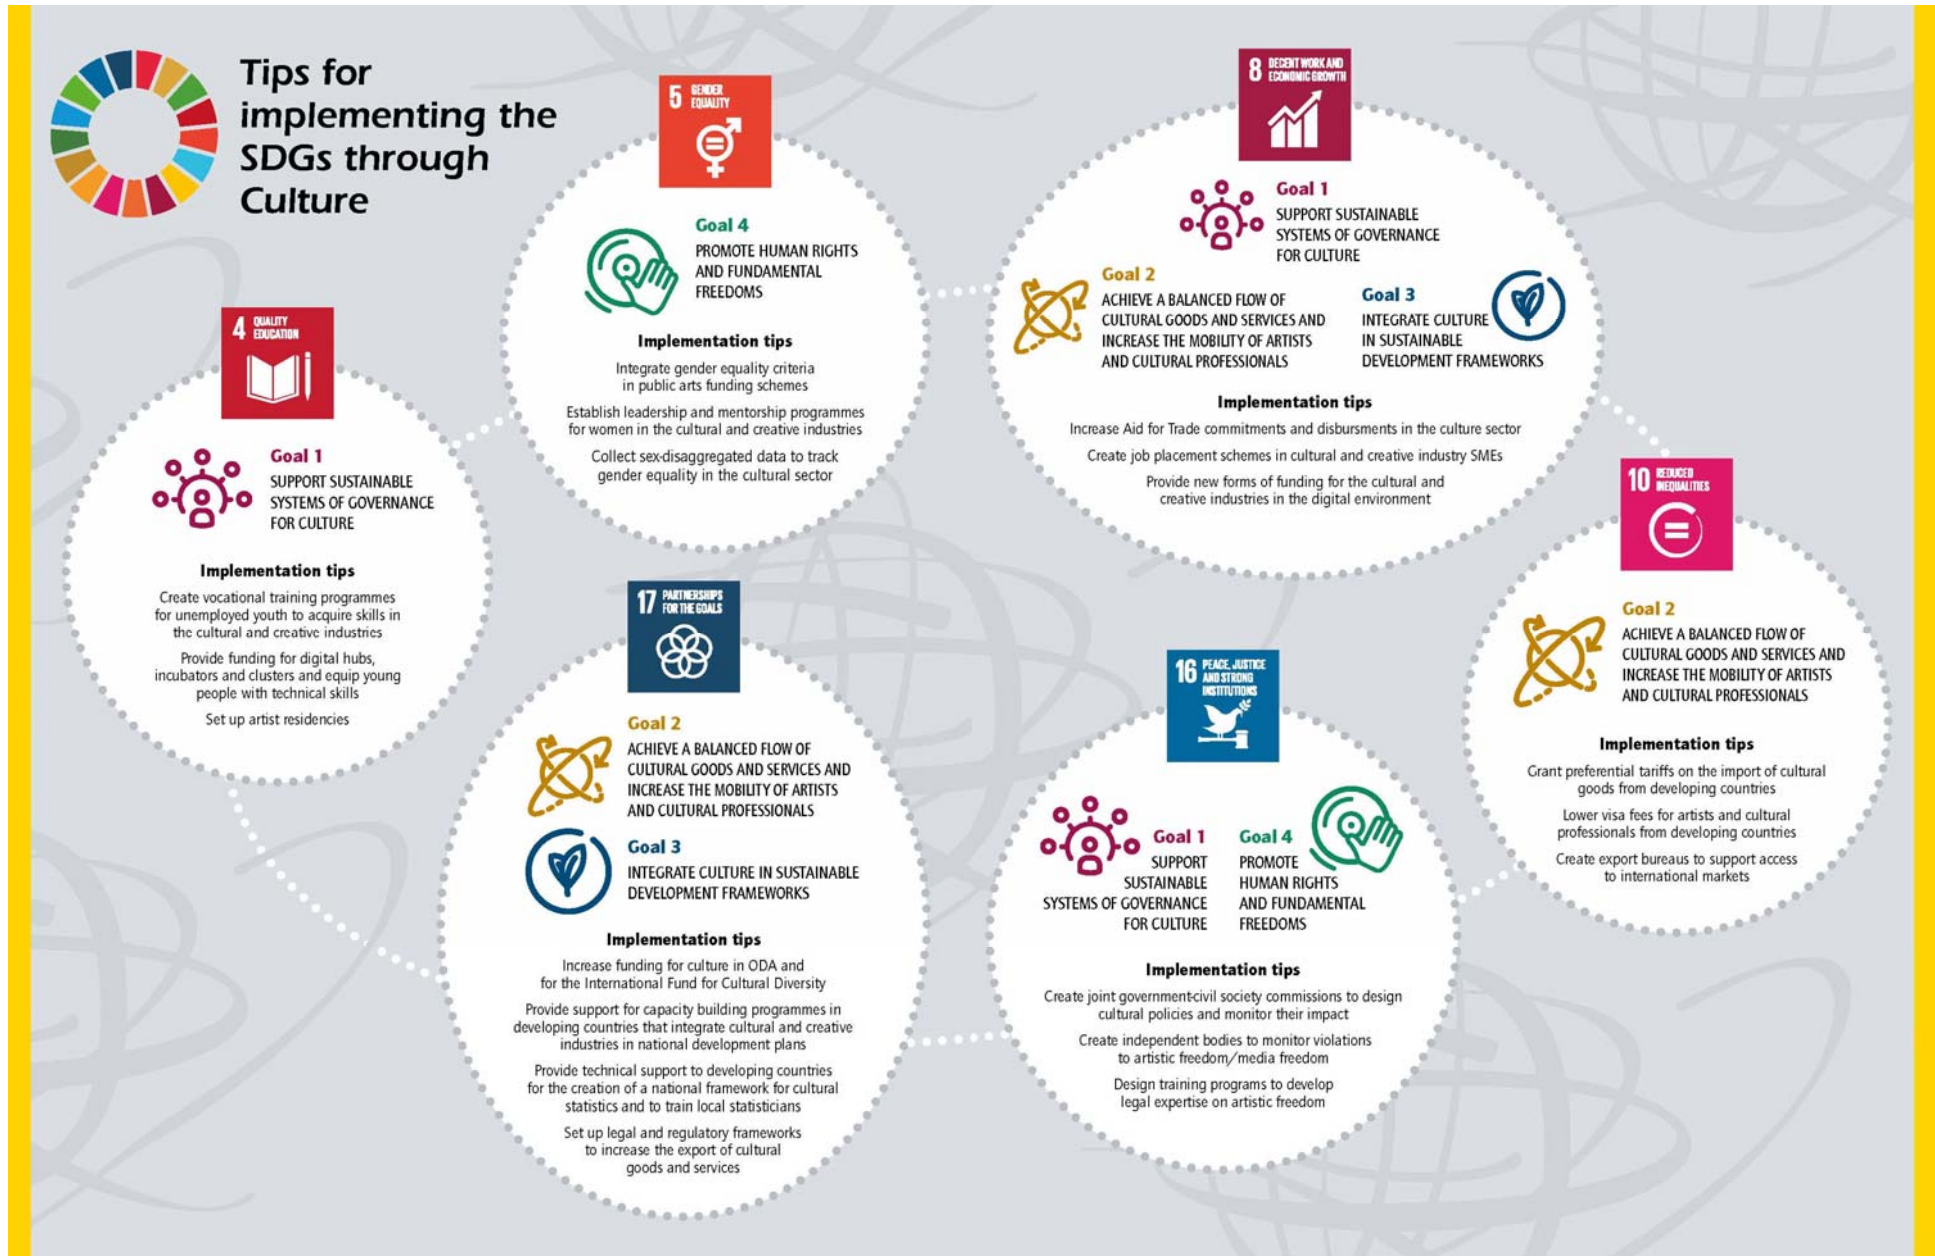 Tips for
implementing the
SDGs through
Culture
4 QUALITY
EDUCATION
Goal 1
SUPPORT SUSTAINABLE
SYSTEMS OF GOVERNANCE
FOR CULTURE
Implementation tips
Create vocational training programmes
for unemployed youth to acquire skills in
the cultural and creative industries
Provide funding for digital hubs,
incubators and clusters and equip young
people with technical skills
Set up artist residencies
5 GENDER
EQUALITY
Goal 4
PROMOTE HUMAN RIGHTS
AND FUNDAMENTAL
FREEDOMS
Implementation tips
Integrate gender equality criteria
in public arts funding schemes
Establish leadership and mentorship programmes
for women in the cultural and creative industries
Collect sex-disaggregated data to track
gender equality in the cultural sector
8 DECENT WORK AND
ECONOMIC GROWTH
Goal 1
SUPPORT SUSTAINABLE
SYSTEMS OF GOVERNANCE
FOR CULTURE
Goal 2
ACHIEVE A BALANCED FLOW OF
CULTURAL GOODS AND SERVICES AND
INCREASE THE MOBILITY OF ARTISTS
AND CULTURAL PROFESSIONALS
Goal 3
INTEGRATE CULTURE
IN SUSTAINABLE
DEVELOPMENT FRAMEWORKS
Implementation tips
Increase Aid for Trade commitments and disbursments in the culture sector
Create job placement schemes in cultural and creative industry SMEs
Provide new forms of funding for the cultural and
creative industries in the digital environment
10 REDUCED
INEQUALITIES
Goal 2
ACHIEVE A BALANCED FLOW OF
CULTURAL GOODS AND SERVICES AND
INCREASE THE MOBILITY OF ARTISTS
AND CULTURAL PROFESSIONALS
Implementation tips
Grant preferential tariffs on the import of cultural
goods from developing countries
Lower visa fees for artists and cultural
professionals from developing countries
Create export bureaus to support access
to international markets
16 PEACE, JUSTICE
AND STRONG
INSTITUTIONS
Goal 1
SUPPORT
SUSTAINABLE
SYSTEMS OF GOVERNANCE
FOR CULTURE
Goal 4
PROMOTE
HUMAN RIGHTS
AND FUNDAMENTAL
FREEDOMS
Implementation tips
Create joint government-civil society commissions to design
cultural policies and monitor their impact
Create independent bodies to monitor violations
to artistic freedom/media freedom
Design training programs to develop
legal expertise on artistic freedom
17 PARTNERSHIPS
FOR THE GOALS
Goal 2
ACHIEVE A BALANCED FLOW OF
CULTURAL GOODS AND SERVICES AND
INCREASE THE MOBILITY OF ARTISTS
AND CULTURAL PROFESSIONALS
Goal 3
INTEGRATE CULTURE IN SUSTAINABLE
DEVELOPMENT FRAMEWORKS
Implementation tips
Increase funding for culture in ODA and
for the International Fund for Cultural Diversity
Provide support for capacity building programmes in
developing countries that integrate cultural and creative
industries in national development plans
Provide technical support to developing countries
for the creation of a national framework for cultural
statistics and to train local statisticians
Set up legal and regulatory frameworks
to increase the export of cultural
goods and services